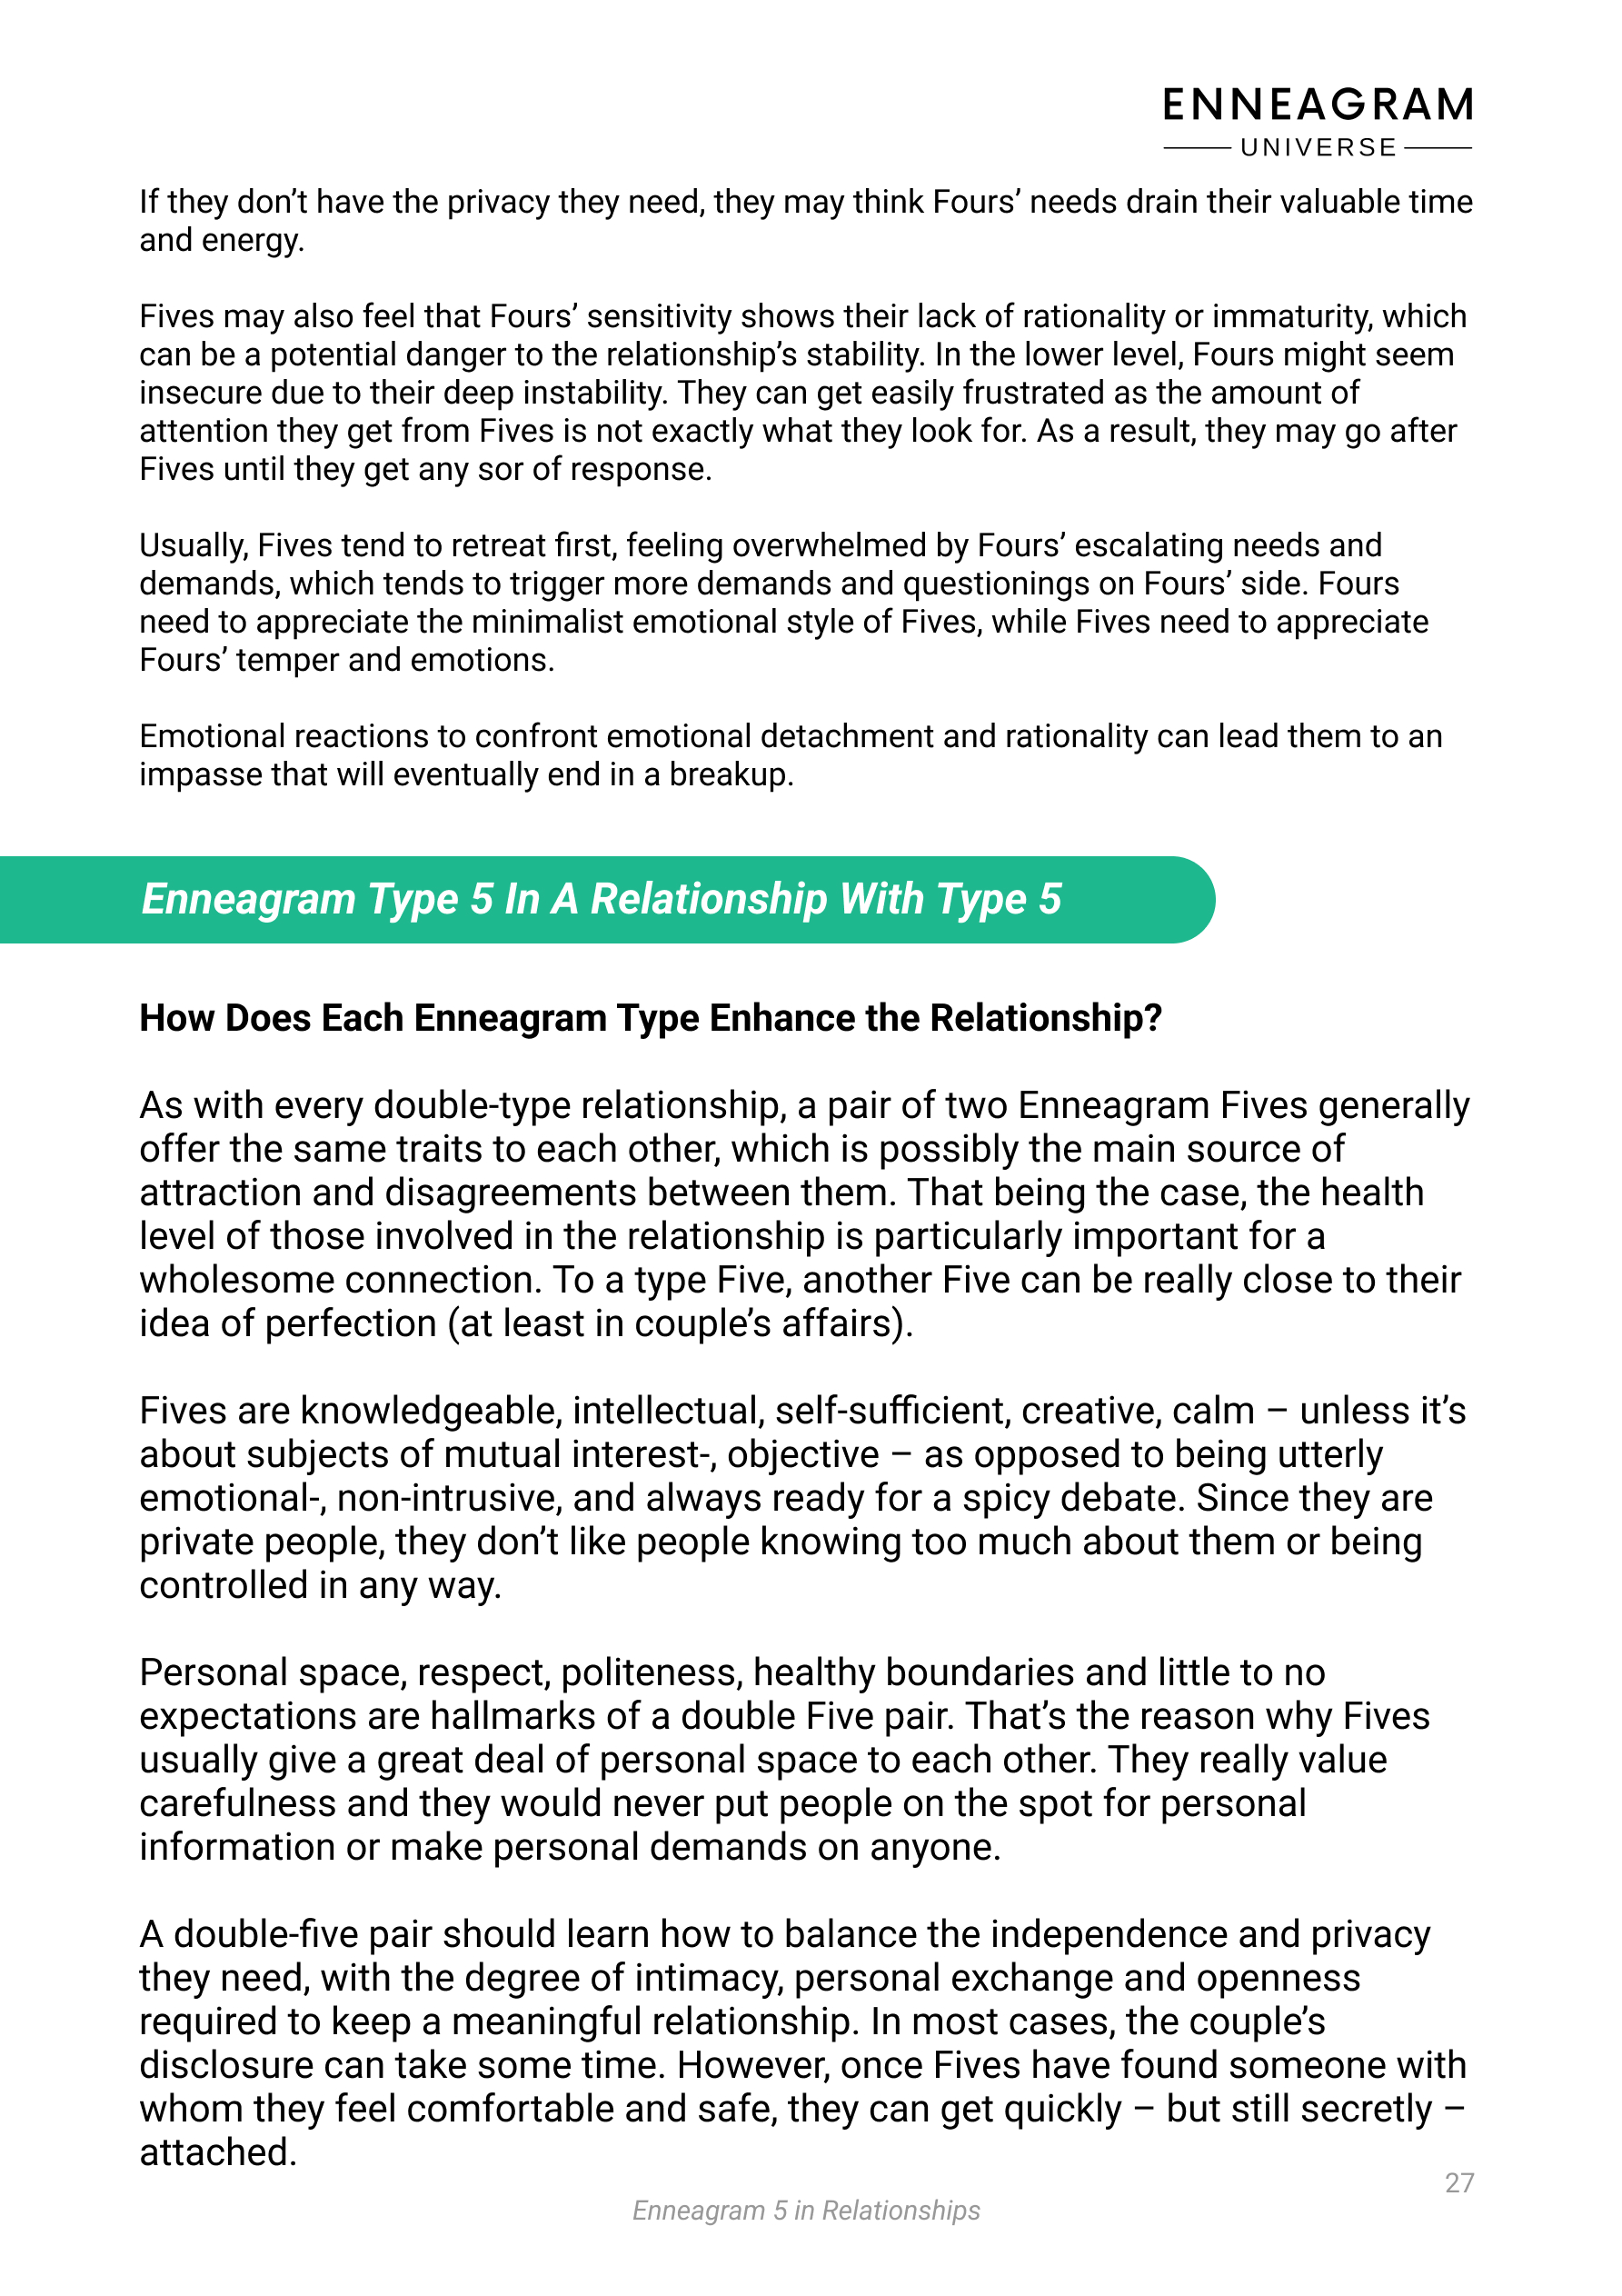 ENNEAGRAM
UNIVERSE
If they don’t have the privacy they need, they may think Fours’ needs drain their valuable time
and energy.
Fives may also feel that Fours’ sensitivity shows their lack of rationality or immaturity, which
can be a potential danger to the relationship’s stability. In the lower level, Fours might seem
insecure due to their deep instability. They can get easily frustrated as the amount of
attention they get from Fives is not exactly what they look for. As a result, they may go after
Fives until they get any sor of response.
Usually, Fives tend to retreat first, feeling overwhelmed by Fours’ escalating needs and
demands, which tends to trigger more demands and questionings on Fours’ side. Fours
need to appreciate the minimalist emotional style of Fives, while Fives need to appreciate
Fours’ temper and emotions.
Emotional reactions to confront emotional detachment and rationality can lead them to an
impasse that will eventually end in a breakup.
Enneagram Type 5 In A Relationship With Type 5
How Does Each Enneagram Type Enhance the Relationship?
As with every double-type relationship, a pair of two Enneagram Fives generally
offer the same traits to each other, which is possibly the main source of
attraction and disagreements between them. That being the case, the health
level of those involved in the relationship is particularly important for a
wholesome connection. To a type Five, another Five can be really close to their
idea of perfection (at least in couple’s affairs).
Fives are knowledgeable, intellectual, self-sufficient, creative, calm – unless it’s
about subjects of mutual interest-, objective – as opposed to being utterly
emotional-, non-intrusive, and always ready for a spicy debate. Since they are
private people, they don’t like people knowing too much about them or being
controlled in any way.
Personal space, respect, politeness, healthy boundaries and little to no
expectations are hallmarks of a double Five pair. That’s the reason why Fives
usually give a great deal of personal space to each other. They really value
carefulness and they would never put people on the spot for personal
information or make personal demands on anyone.
A double-five pair should learn how to balance the independence and privacy
they need, with the degree of intimacy, personal exchange and openness
required to keep a meaningful relationship. In most cases, the couple’s
disclosure can take some time. However, once Fives have found someone with
whom they feel comfortable and safe, they can get quickly – but still secretly –
attached.
27
Enneagram 5 in Relationships